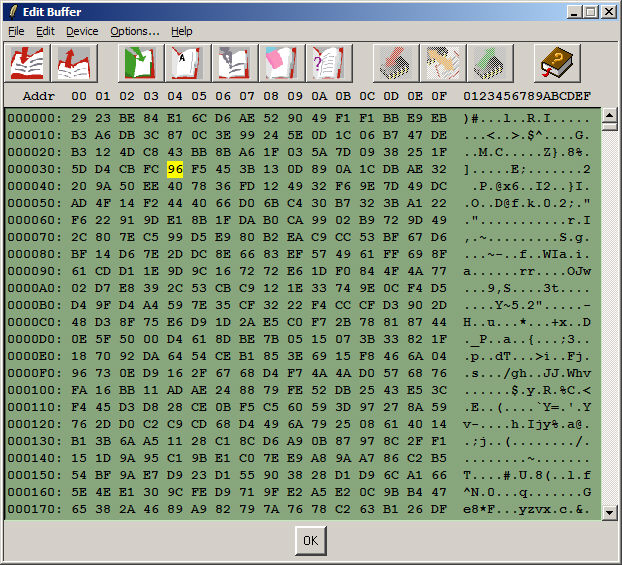 Edit Buffer
File Edit Device Options... Help
A
?
?
Addr 00 01 02 03 04 05 06 07 08 09 0A 0B 0C 0D 0E 0F 0123456789ABCDEF
000000: 29 23 BE 84 E1 6C D6 AE 52 90 49 F1 F1 BB E9 EB )#...l..R.I.....
000010: B3 A6 DB 3C 87 0C 3E 99 24 5E 0D 1C 06 B7 47 DE ...<..>.$^....G.
000020: B3 12 4D C8 43 BB 8B A6 1F 03 5A 7D 09 38 25 1F ..M.C.....Z}.8%.
000030: 5D D4 CB FC 96 F5 45 3B 13 0D 89 0A 1C DB AE 32 ].....E;.......2
000040: 20 9A 50 EE 40 78 36 FD 12 49 32 F6 9E 7D 49 DC ..P.@x6..I2..}I.
000050: AD 4F 14 F2 44 40 66 D0 6B C4 30 B7 32 3B A1 22 .O..D@f.k.0.2;."
000060: F6 22 91 9D E1 8B 1F DA B0 CA 99 02 B9 72 9D 49 ."...........r.I
000070: 2C 80 7E C5 99 D5 E9 80 B2 EA C9 CC 53 BF 67 D6 ,.~.........S.g.
000080: BF 14 D6 7E 2D DC 8E 66 83 EF 57 49 61 FF 69 8F ...~-..f..WIa.i.
000090: 61 CD D1 1E 9D 9C 16 72 72 E6 1D F0 84 4F 4A 77 a......rr....OJw
0000A0: 02 D7 E8 39 2C 53 CB C9 12 1E 33 74 9E 0C F4 D5 ...9,S....3t....
0000B0: D4 9F D4 A4 59 7E 35 CF 32 22 F4 CC CF D3 90 2D ....Y~5.2".....-
0000C0: 48 D3 8F 75 E6 D9 1D 2A E5 C0 F7 2B 78 81 87 44 H..u...*...+x..D
0000D0: 0E 5F 50 00 D4 61 8D BE 7B 05 15 07 3B 33 82 1F ._P..a..{...;3..
0000E0: 18 70 92 DA 64 54 CE B1 85 3E 69 15 F8 46 6A 04 .p..dT...>i..Fj.
0000F0: 96 73 0E D9 16 2F 67 68 D4 F7 4A 4A D0 57 68 76 .s.../gh..JJ.Whv
000100: FA 16 BB 11 AD AE 24 88 79 FE 52 DB 25 43 E5 3C ......$.y.R.%C.<
000110: F4 45 D3 D8 28 CE 0B F5 C5 60 59 3D 97 27 8A 59 .E..(....`Y=.'.Y
000120: 76 2D D0 C2 C9 CD 68 D4 49 6A 79 25 08 61 40 14 v-....h.Ijy%.a@.
000130: B1 3B 6A A5 11 28 C1 8C D6 A9 0B 87 97 8C 2F F1 .;j..(......../.
000140: 15 1D 9A 95 C1 9B E1 C0 7E E9 A8 9A A7 86 C2 B5 ........~.......
000150: 54 BF 9A E7 D9 23 D1 55 90 38 28 D1 D9 6C A1 66 T....#.U.8(..l.f
000160: 5E 4E E1 30 9C FE D9 71 9F E2 A5 E2 0C 9B B4 47 ^N.0...q.......G
000170: 65 38 2A 46 89 A9 82 79 7A 76 78 C2 63 B1 26 DF e8*F...yzvx.c.&.
OK